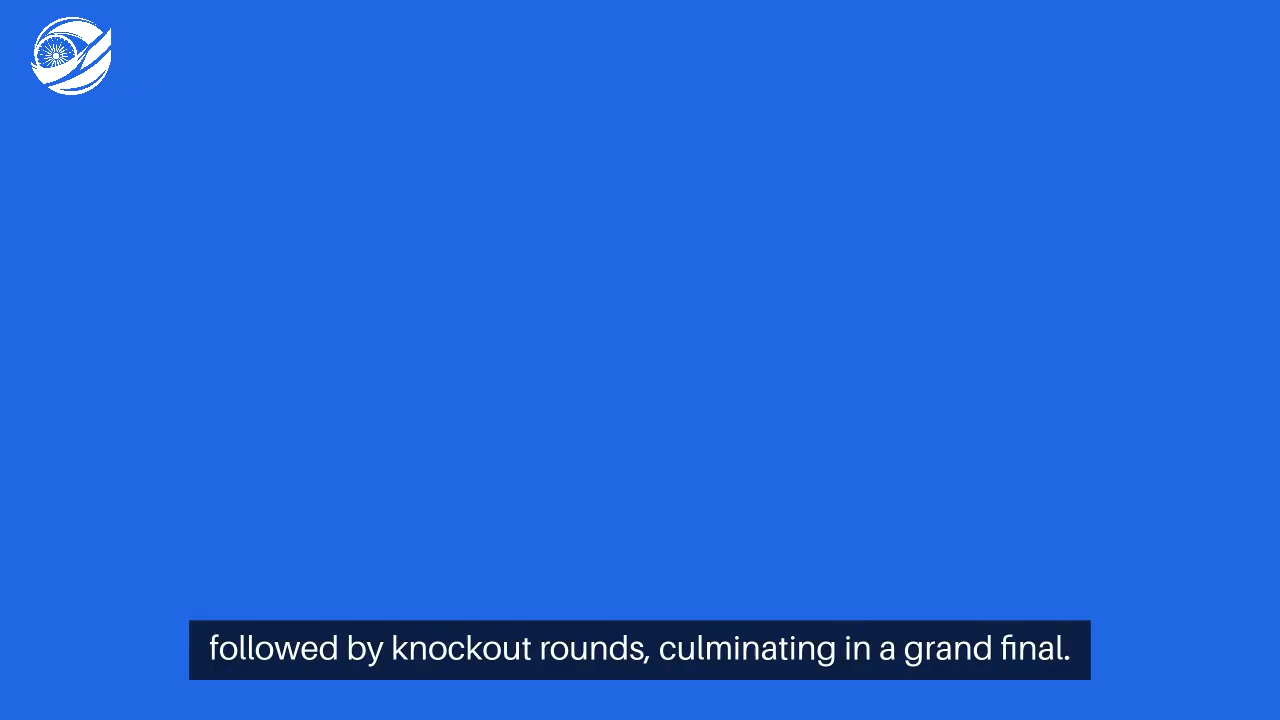 followed by knockout rounds, culminating in a grand final.